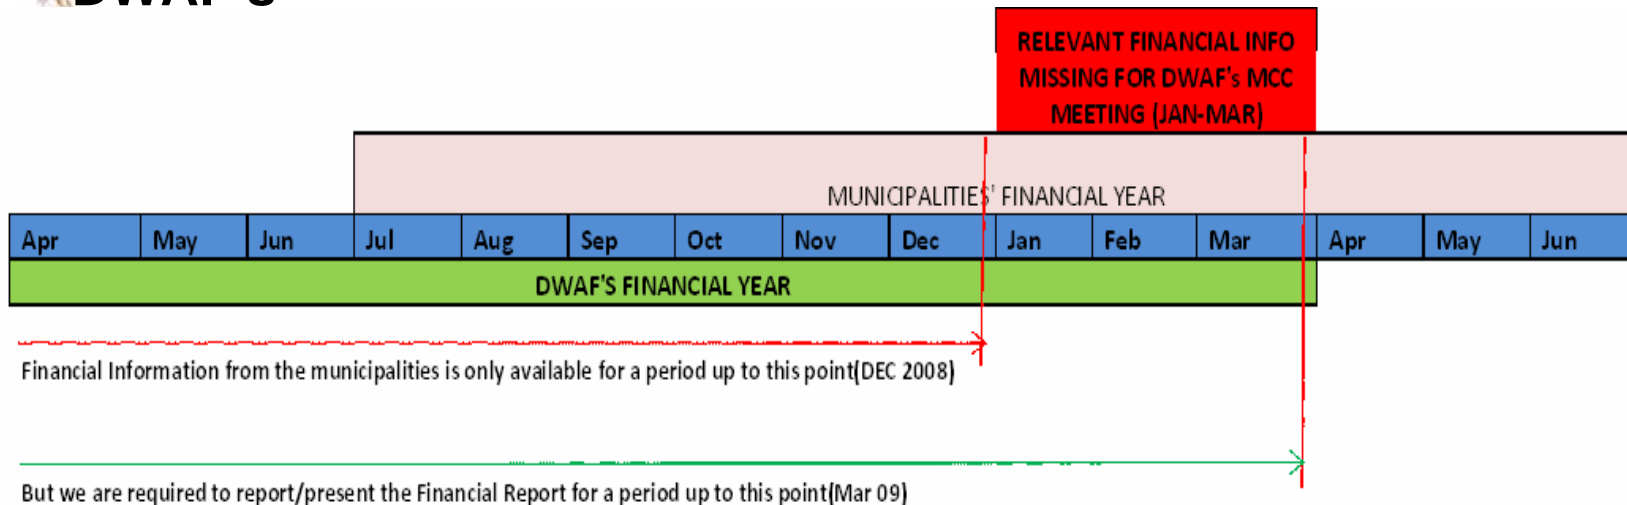 DWAF'S
RELEVANT FINANCIAL INFO
MISSING FOR DWAF's MCC
MEETING (JAN-MAR)
MUNICIPALITIES' FINANCIAL YEAR
Apr May Jun Jul Aug Sep Oct Nov Dec Jan Feb Mar Apr May Jun
DWAF'S FINANCIAL YEAR
Financial Information from the municipalities is only available for a period up to this point(DEC 2008)
But we are required to report/present the Financial Report for a period up to this point(Mar 09)